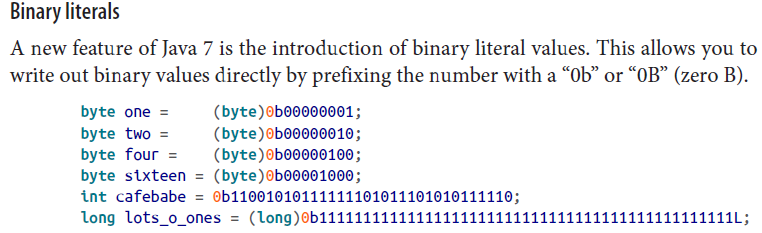 Binary literals
A new feature of Java 7 is the introduction of binary literal values. This allows you to
write out binary values directly by prefixing the number with a “0b” or “0B” (zero B).
byte one =     (byte)0b00000001;
byte two =     (byte)0b00000010;
byte four =    (byte)0b00000100;
byte sixteen = (byte)0b00001000;
int cafebabe = 0b11001010111111101011101010111110;
long lots_o_ones = (long)0b11111111111111111111111111111111111111111111111L;